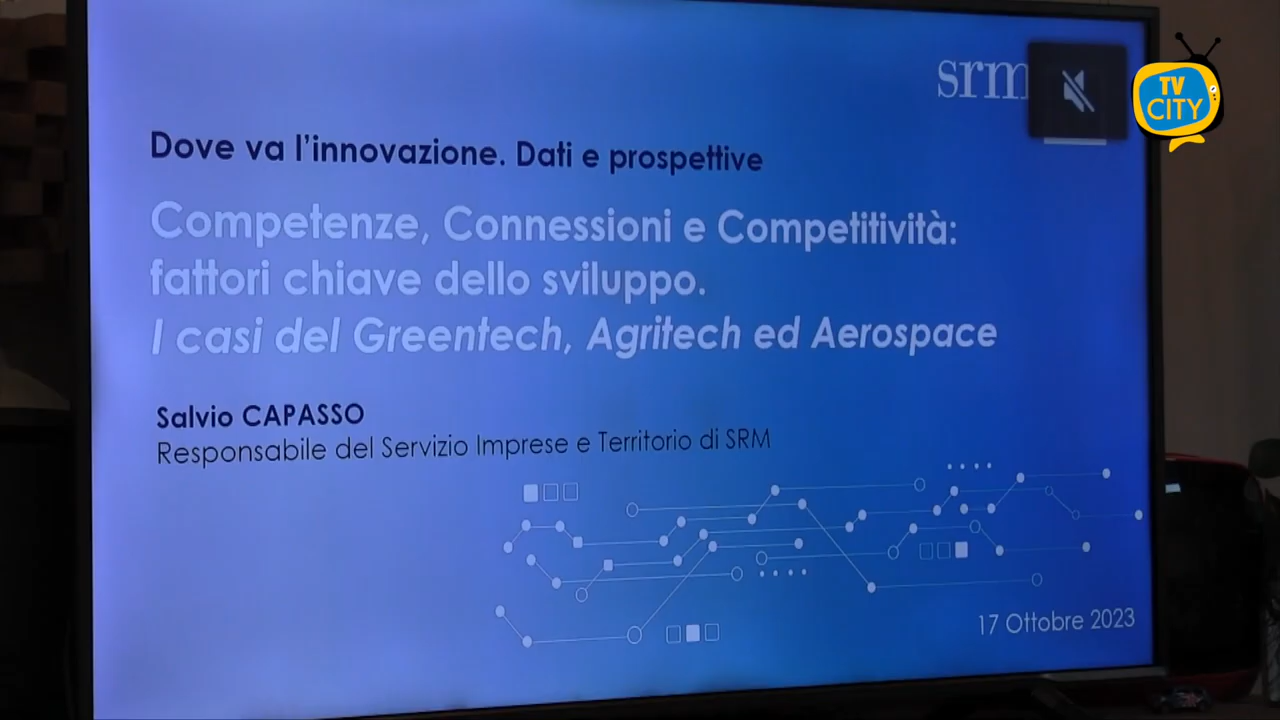 srm
TV
CITY
Dove va l'innovazione. Dati e prospettive
Competenze, Connessioni e Competitività:
fattori chiave dello sviluppo.
I casi del Greentech, Agritech ed Aerospace
Salvio CAPASSO
Responsabile del Servizio Imprese e Territorio di SRM
17 Ottobre 2023